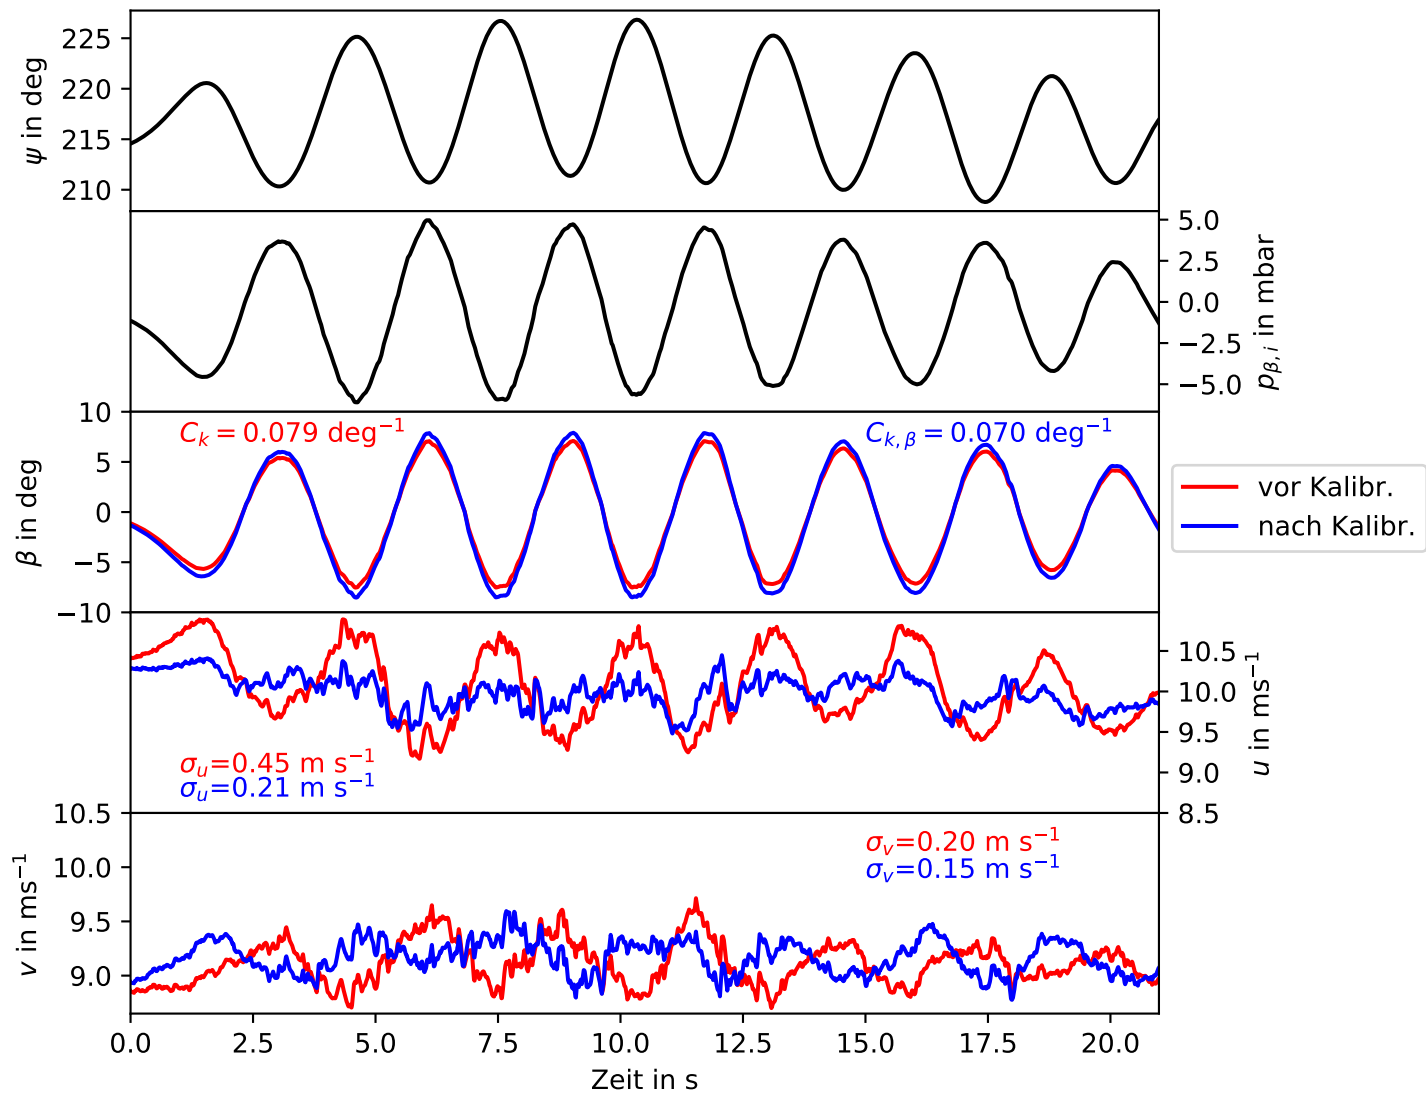 225
220
215
210
ψ in deg
5.0
2.5
0.0
−2.5
−5.0
p_{β,i} in mbar
10
5
0
−5
−10
β in deg
C_k = 0.079 deg^{−1}
C_{k,β} = 0.070 deg^{−1}
vor Kalibr.
nach Kalibr.
10.5
10.0
9.5
9.0
8.5
u in ms^{−1}
σ_u=0.45 m s^{−1}
σ_u=0.21 m s^{−1}
10.5
10.0
9.5
9.0
v in ms^{−1}
σ_v=0.20 m s^{−1}
σ_v=0.15 m s^{−1}
0.0 2.5 5.0 7.5 10.0 12.5 15.0 17.5 20.0
Zeit in s